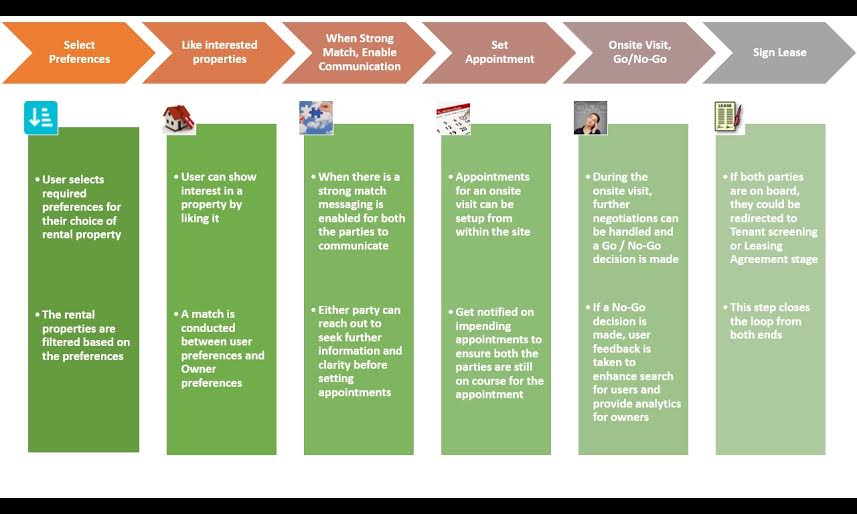 Select
Preferences
Like interested
properties
When Strong
Match, Enable
Communication
Set
Appointment
Onsite Visit,
Go/No-Go
Sign Lease
• User selects
required
preferences for
their choice of
rental property
• The rental
properties are
filtered based on
the preferences
• User can show
interest in a
property by
liking it
• A match is
conducted
between user
preferences and
Owner
preferences
• When there is a
strong match
messaging is
enabled for both
the parties to
communicate
• Either party can
reach out to
seek further
information and
clarity before
setting
appointments
• Appointments
for an onsite
visit can be
setup from
within the site
• Get notified on
impending
appointments to
ensure both the
parties are still
on course for the
appointment
• During the
onsite visit,
further
negotiations can
be handled and
a Go / No-Go
decision is made
• If a No-Go
decision is
made, user
feedback is
taken to
enhance search
for users and
provide analytics
for owners
LEASE
• If both parties
are on board,
they could be
redirected to
Tenant screening
or Leasing
Agreement stage
• This step closes
the loop from
both ends